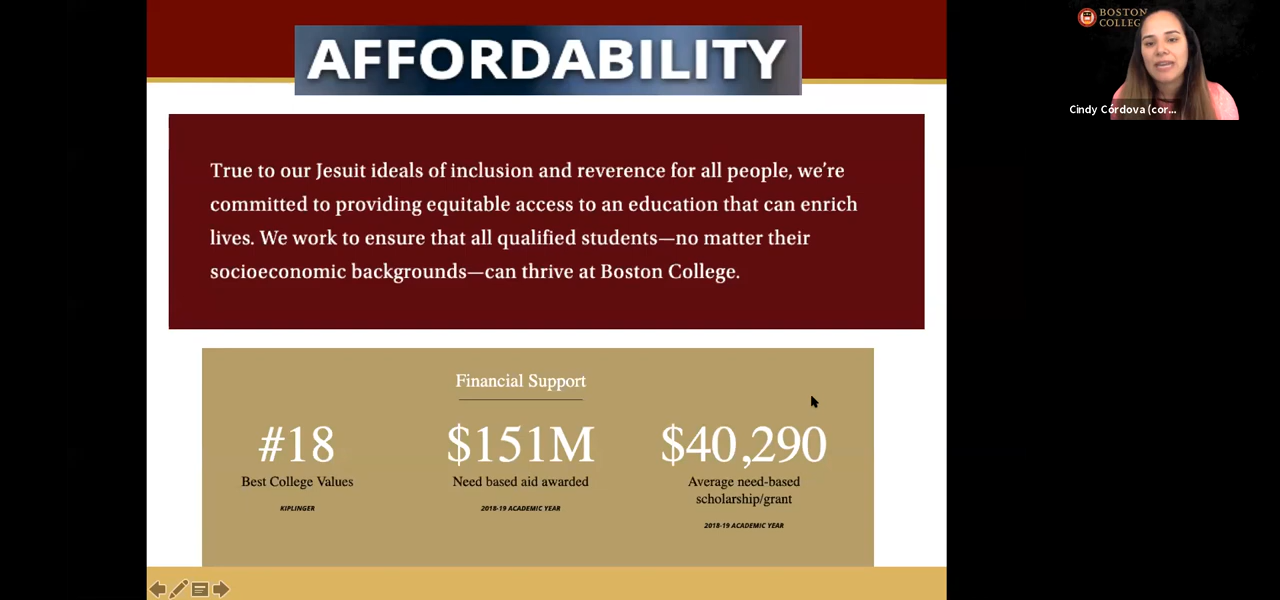 AFFORDABILITY
True to our Jesuit ideals of inclusion and reverence for all people, we're
committed to providing equitable access to an education that can enrich
lives. We work to ensure that all qualified students—no matter their
socioeconomic backgrounds—can thrive at Boston College.
Financial Support
#18
Best College Values
KIPLINGER
$151M
Need based aid awarded
2018-19 ACADEMIC YEAR
$40,290
Average need-based
scholarship/grant
2018-19 ACADEMIC YEAR
BOSTON
COLLEG
Cindy Córdova (cor...